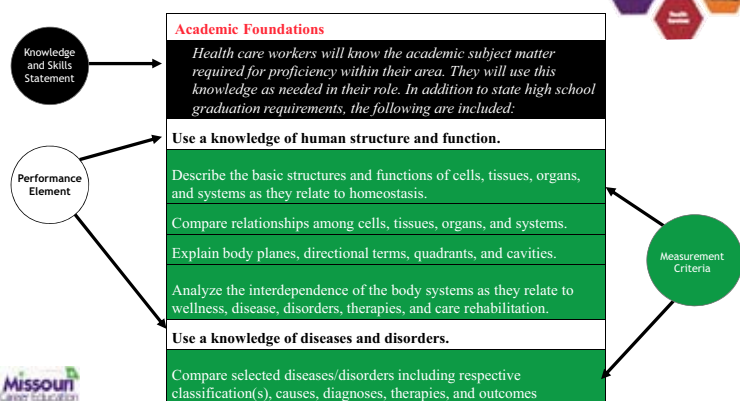 Academic Foundations
Health care workers will know the academic subject matter
required for proficiency within their area. They will use this
knowledge as needed in their role. In addition to state high school
graduation requirements, the following are included:
Use a knowledge of human structure and function.
Describe the basic structures and functions of cells, tissues, organs,
and systems as they relate to homeostasis.
Compare relationships among cells, tissues, organs, and systems.
Explain body planes, directional terms, quadrants, and cavities.
Analyze the interdependence of the body systems as they relate to
wellness, disease, disorders, therapies, and care rehabilitation.
Use a knowledge of diseases and disorders.
Compare selected diseases/disorders including respective
classification(s), causes, diagnoses, therapies, and outcomes
Knowledge
and Skills
Statement
Performance
Element
Measurement
Criteria
Health
Services
Missouri
Career Education